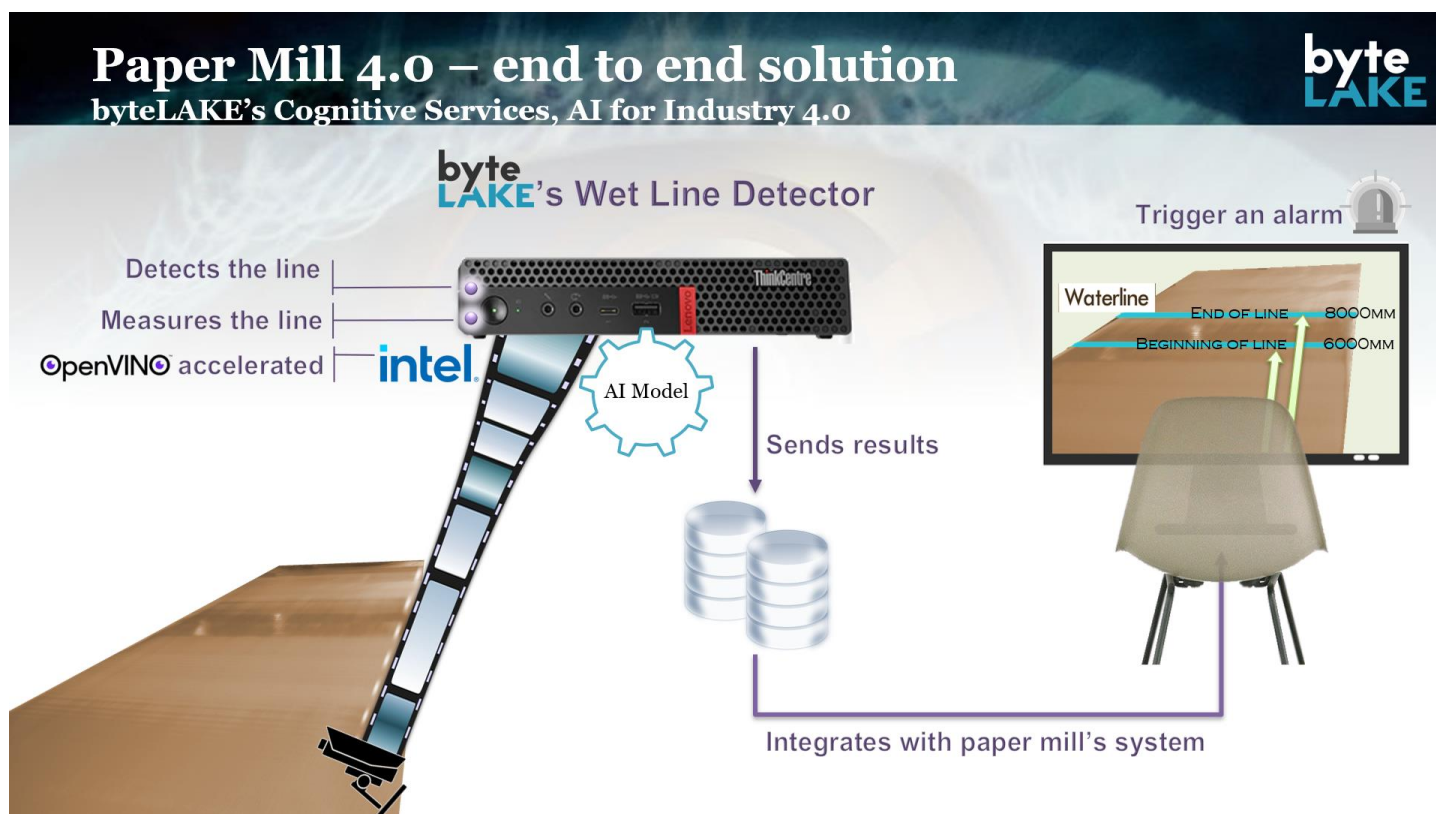 Paper Mill 4.0 – end to end solution
byteLAKE's Cognitive Services, AI for Industry 4.0
byte
LAKE
byte
LAKE's Wet Line Detector
Trigger an alarm
Detects the line
Measures the line
OpenVINO™ accelerated
intel.
ThinkCentre
Lenovo
AI Model
Sends results
Waterline
End of line 8000mm
Beginning of line 6000mm
Integrates with paper mill's system